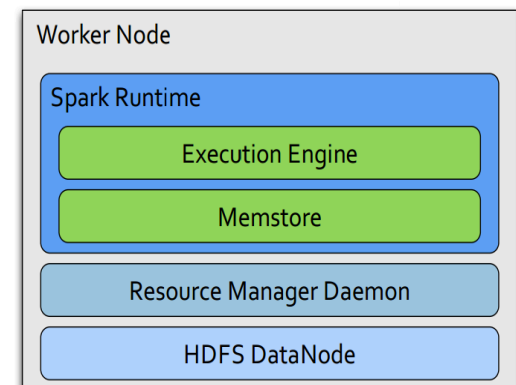 Worker Node
Spark Runtime
Execution Engine
Memstore
Resource Manager Daemon
HDFS DataNode